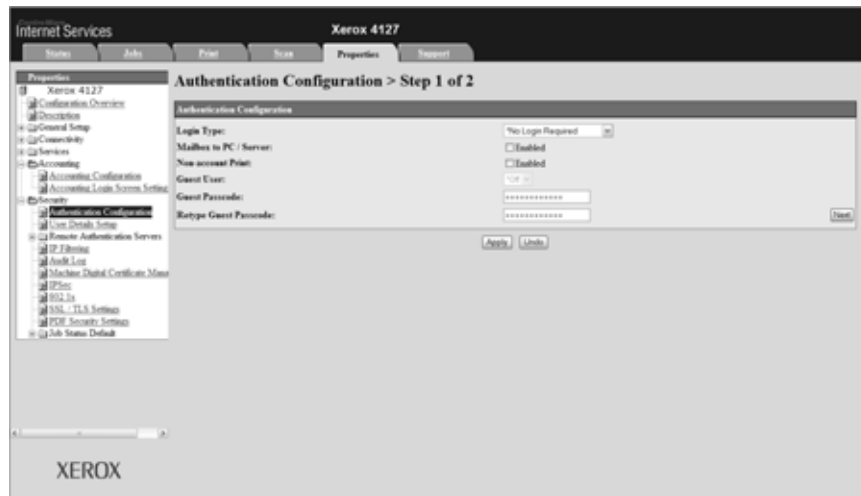 CentreWare
Internet Services
Xerox 4127
Status
Jobs
Print
Scan
Properties
Support
Properties
Xerox 4127
Configuration Overview
Description
General Setup
Connectivity
Services
Accounting
Accounting Configuration
Accounting Login Screen Setting
Security
Authentication Configuration
User Details Setup
Remote Authentication Servers
IP Filtering
Audit Log
Machine Digital Certificate Mana
IPSec
802.1x
SSL / TLS Settings
PDF Security Settings
Job Status Default
XEROX
Authentication Configuration > Step 1 of 2
Authentication Configuration
Login Type:
*No Login Required
Mailbox to PC / Server:
Enabled
Non account Print:
Enabled
Guest User:
*Off
Guest Passcode:
************
Retype Guest Passcode:
************
Next
Apply
Undo